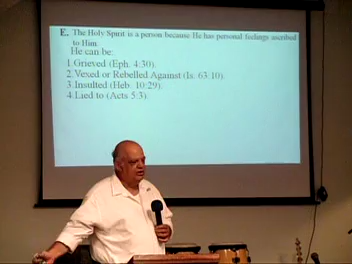 E. The Holy Spirit is a person because He has personal feelings ascribed
to Him.
He can be:
1.Grieved (Eph. 4:30).
2.Vexed or Rebelled Against (Is. 63:10).
3.Insulted (Heb. 10:29).
4.Lied to (Acts 5:3).